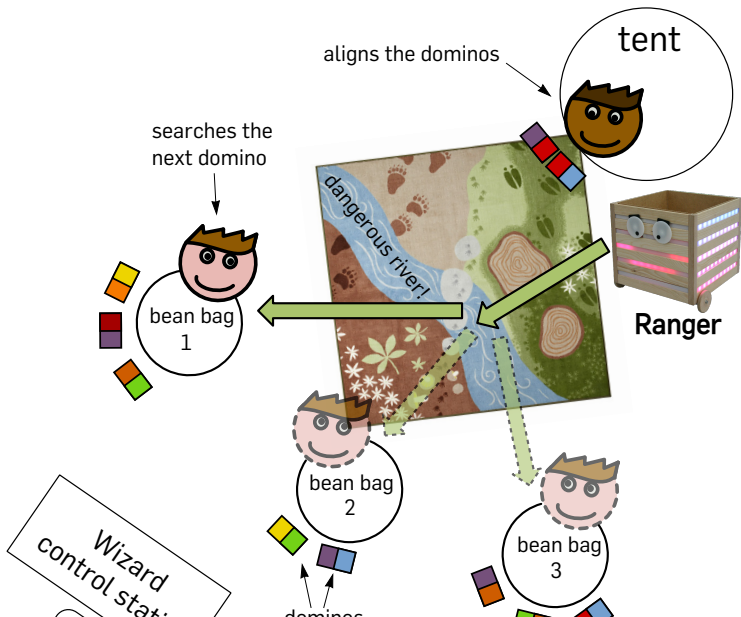 tent
aligns the dominos
searches the
next domino
dangerous river!
Ranger
bean bag
1
bean bag
2
bean bag
3
Wizard
control
dominos